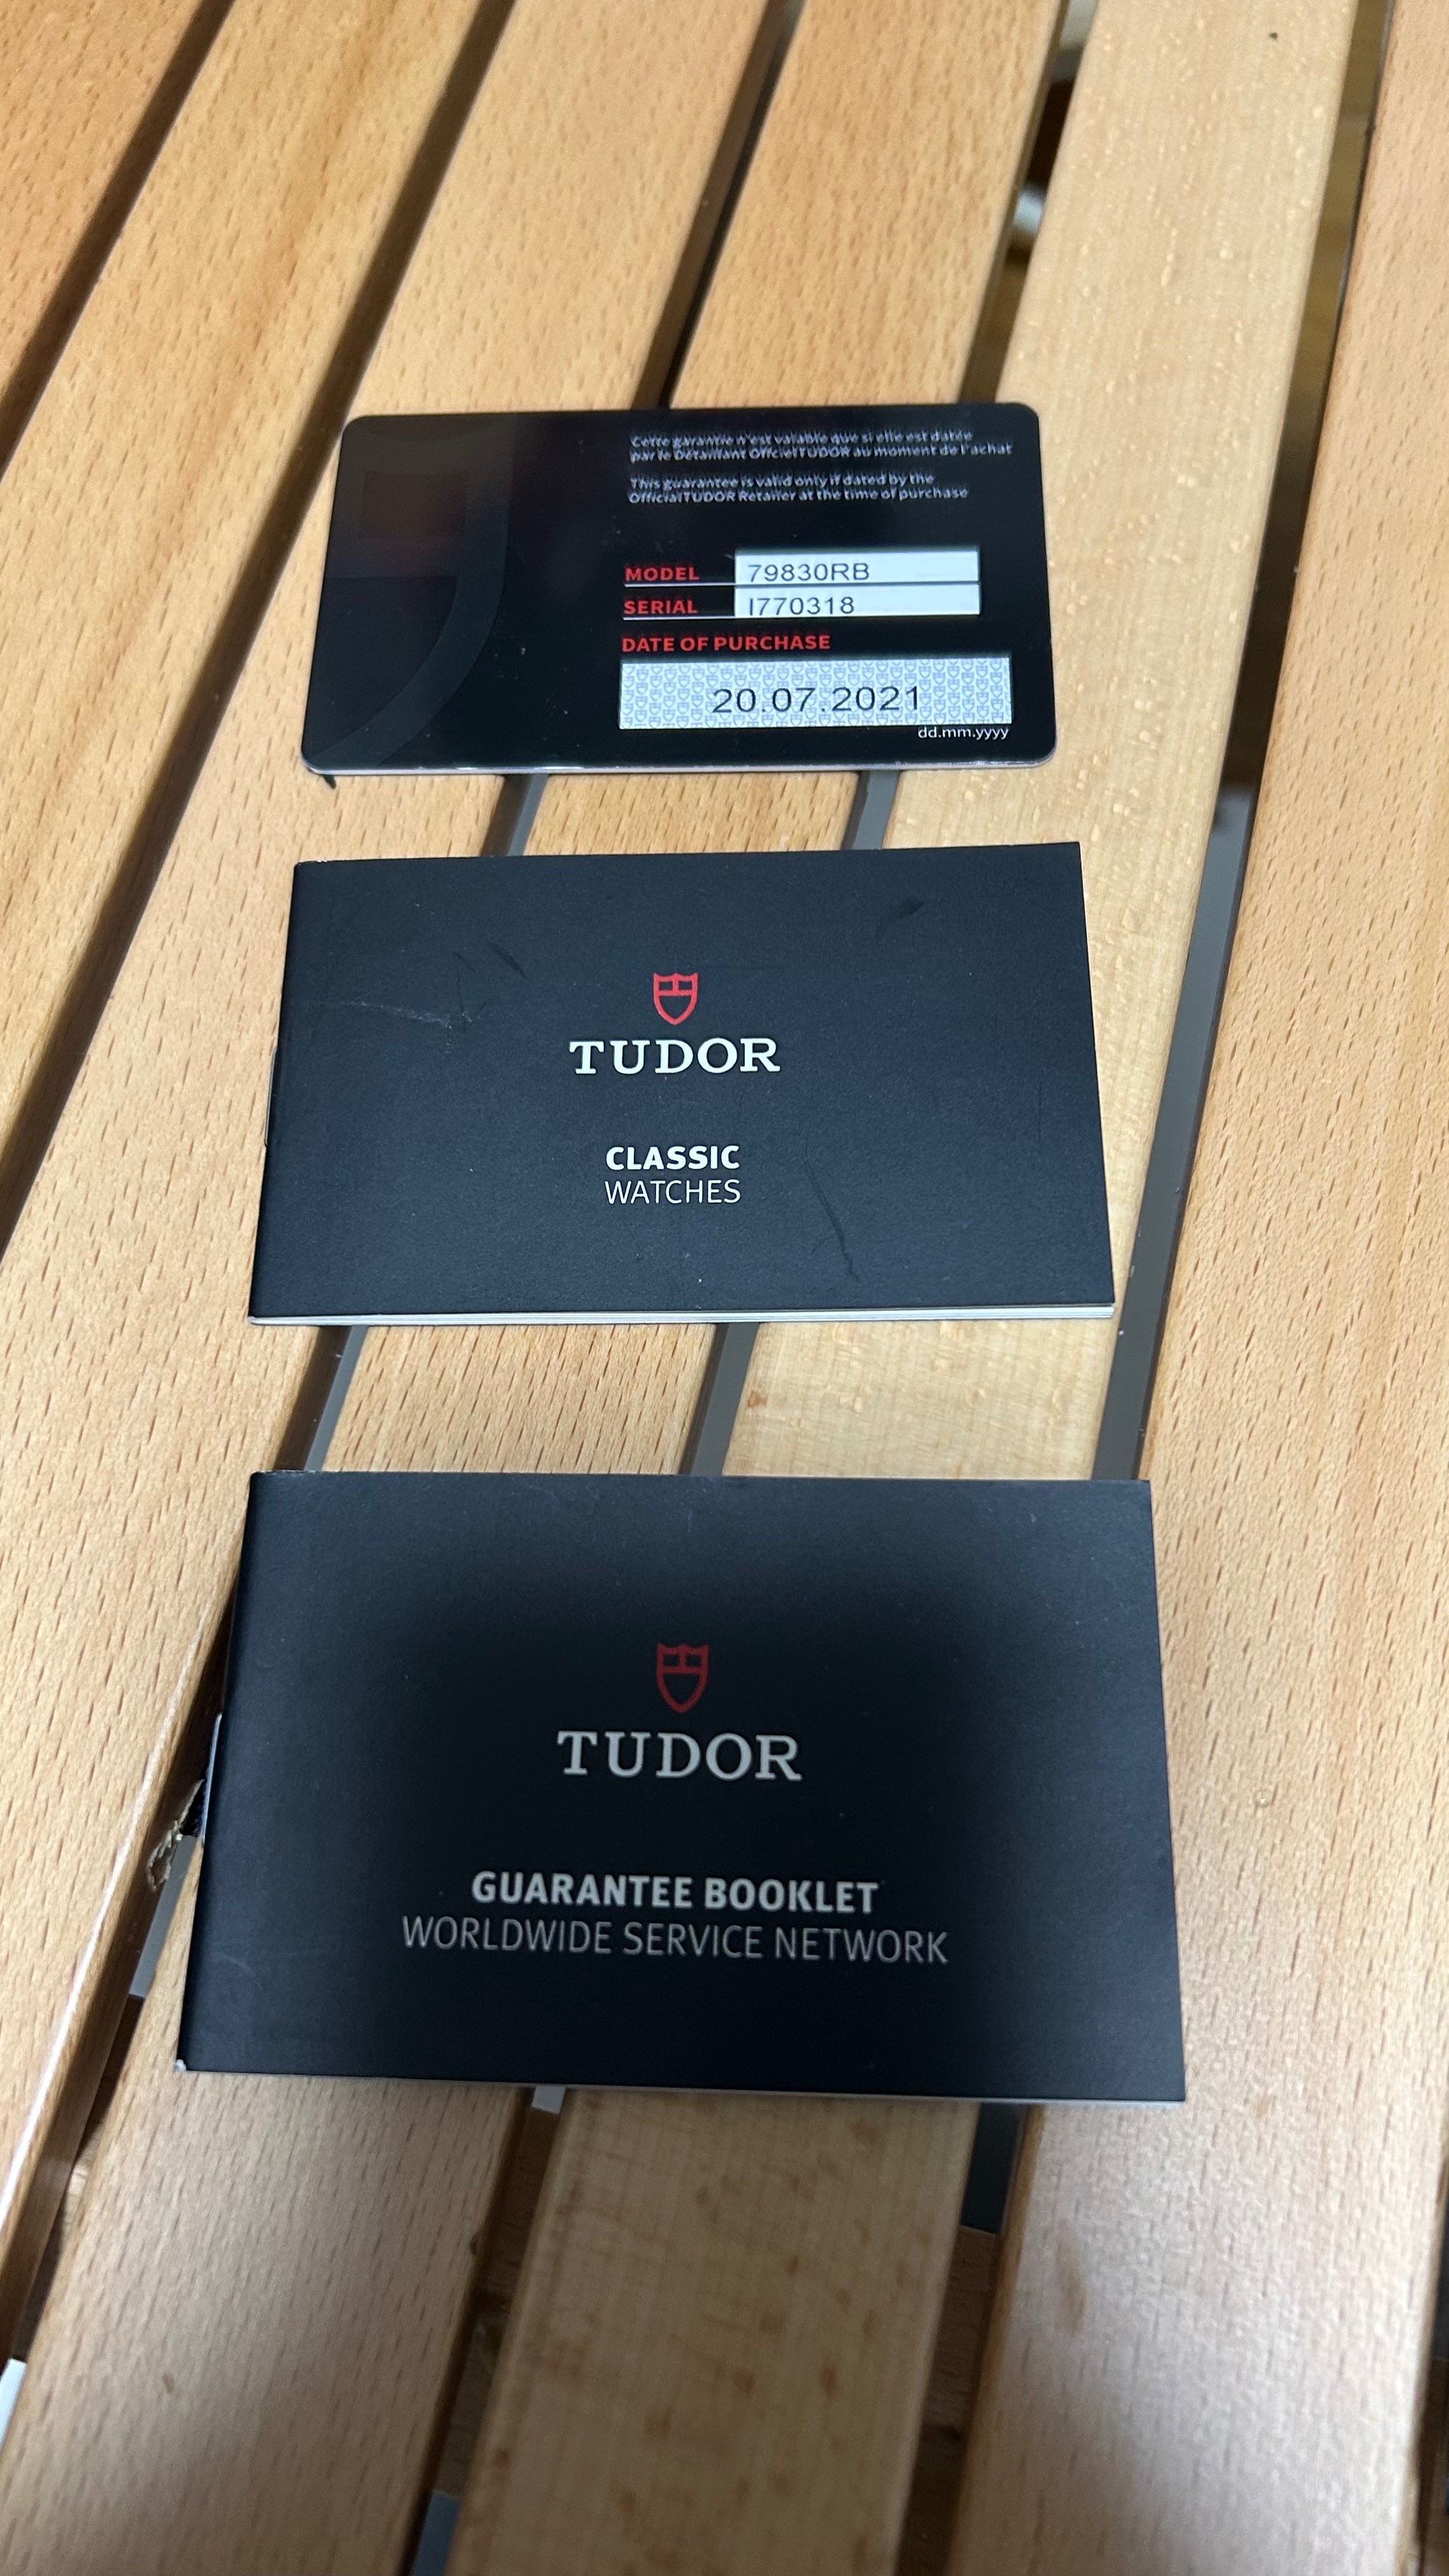 Cette garantie n'est valable que si elle est datée
par le Détaillant Officiel TUDOR au moment de l'achat
This guarantee is valid only if dated by the
Official TUDOR Retailer at the time of purchase
MODEL 79830RB
SERIAL I770318
DATE OF PURCHASE
20.07.2021
dd.mm.yyyy
TUDOR
CLASSIC
WATCHES
TUDOR
GUARANTEE BOOKLET
WORLDWIDE SERVICE NETWORK